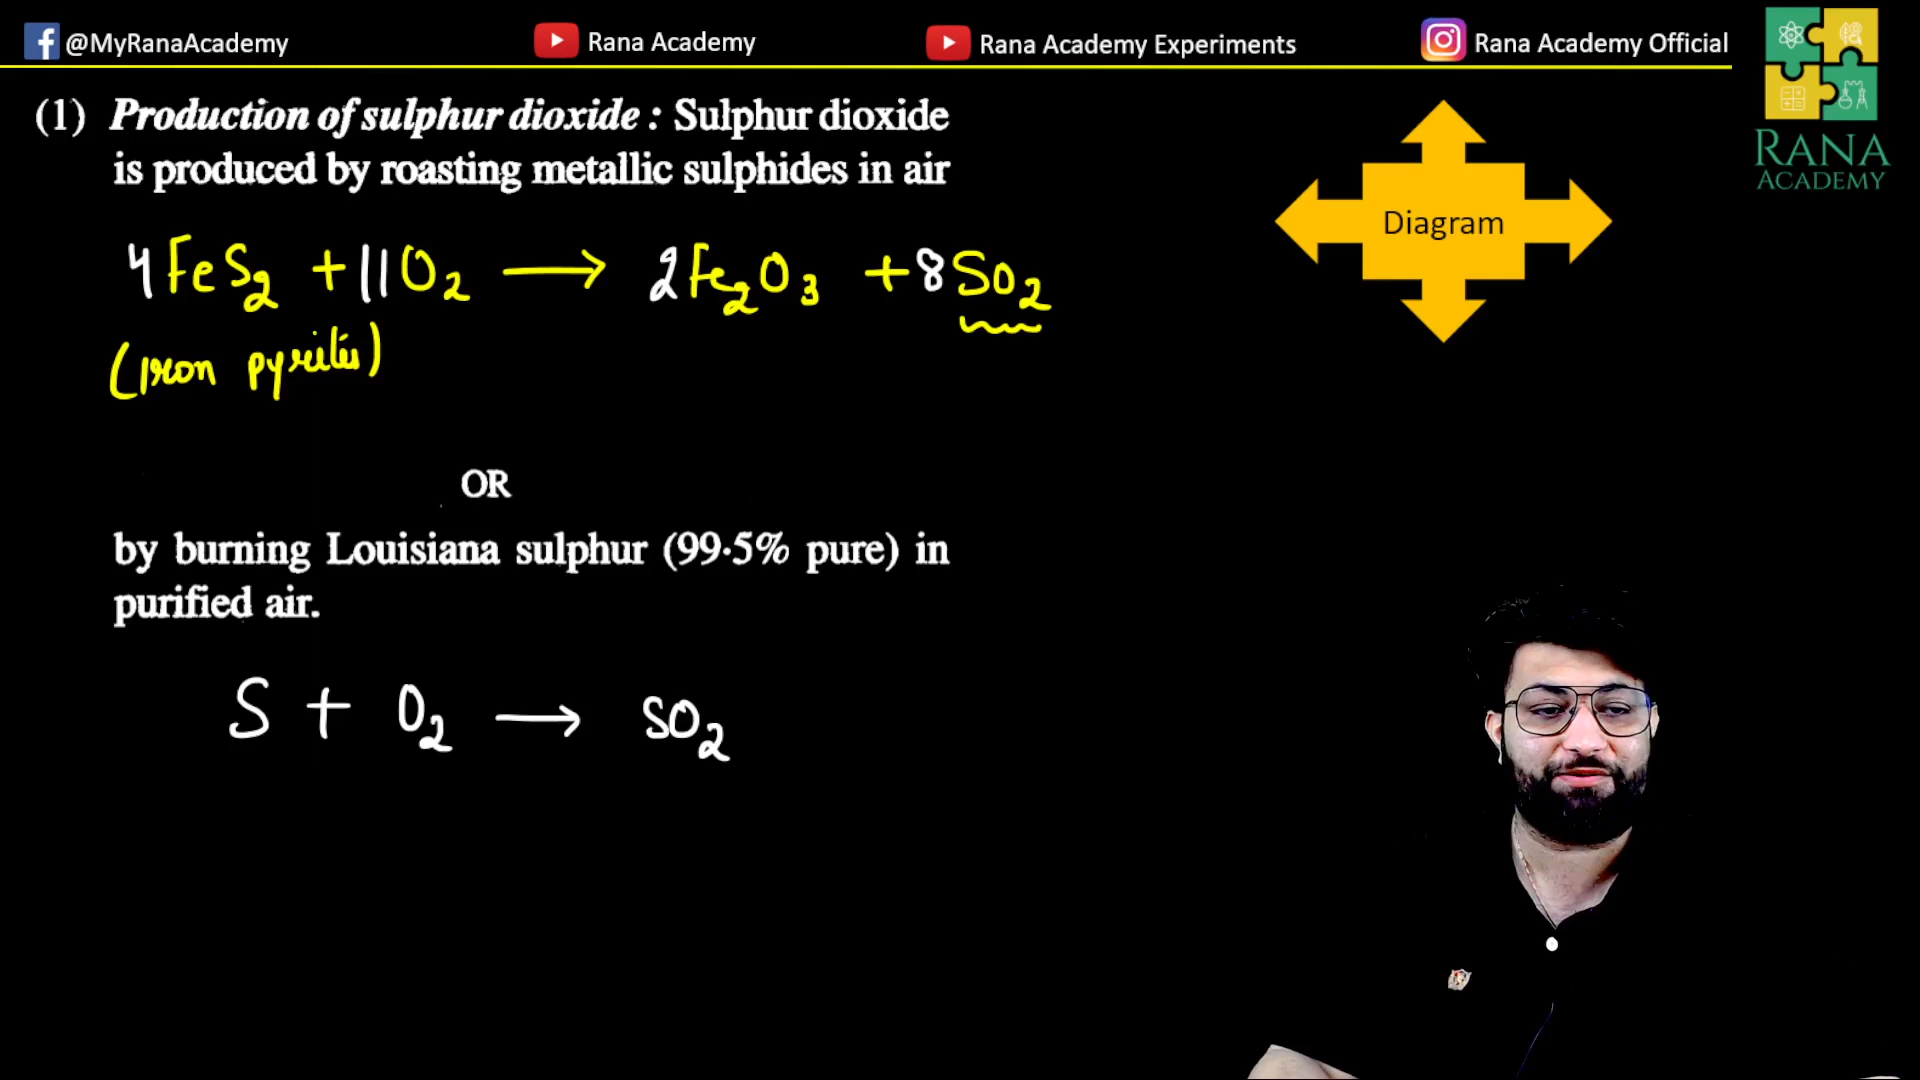 @MyRanaAcademy
Rana Academy
Rana Academy Experiments
Rana Academy Official
RANA
ACADEMY
(1) Production of sulphur dioxide : Sulphur dioxide
is produced by roasting metallic sulphides in air
4FeS₂ + 11O₂ ⟶ 2Fe₂O₃ + 8SO₂
(Iron pyrites)
Diagram
OR
by burning Louisiana sulphur (99·5% pure) in
purified air.
S + O₂ ⟶ SO₂